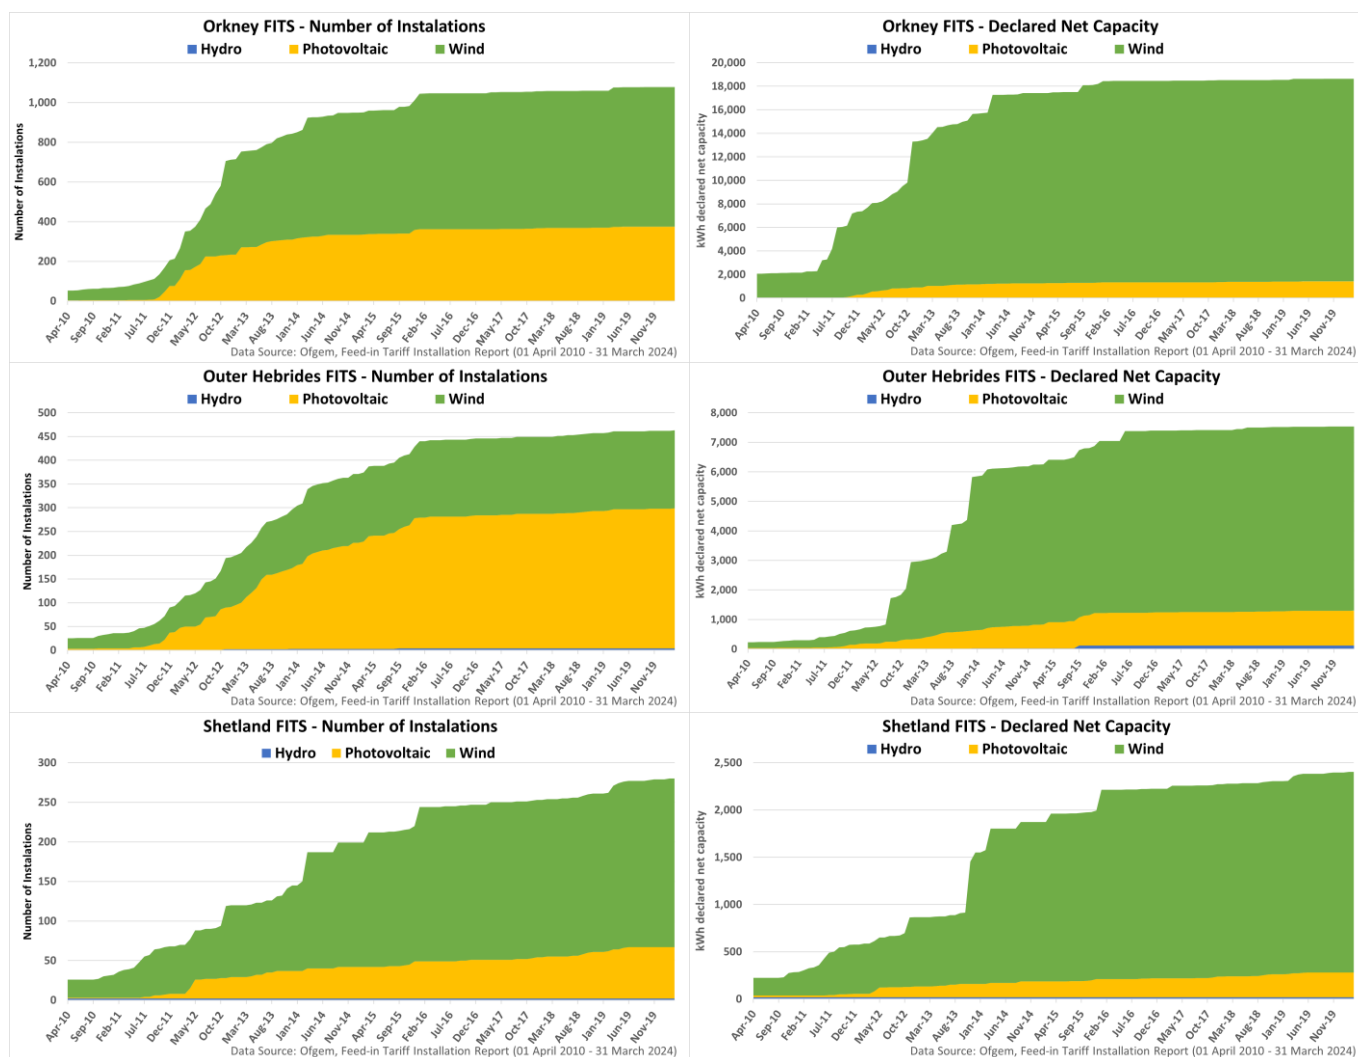 Orkney FITS - Number of Instalations
Hydro Photovoltaic Wind
Number of Instalations
1,200
1,000
800
600
400
200
0
Apr-10 Sep-10 Feb-11 Jul-11 Dec-11 May-12 Oct-12 Mar-13 Aug-13 Jan-14 Jun-14 Nov-14 Apr-15 Sep-15 Feb-16 Jul-16 Dec-16 May-17 Oct-17 Mar-18 Aug-18 Jan-19 Jun-19 Nov-19
Data Source: Ofgem, Feed-in Tariff Installation Report (01 April 2010 - 31 March 2024)
Orkney FITS - Declared Net Capacity
Hydro Photovoltaic Wind
kWh declared net capacity
20,000
18,000
16,000
14,000
12,000
10,000
8,000
6,000
4,000
2,000
0
Apr-10 Sep-10 Feb-11 Jul-11 Dec-11 May-12 Oct-12 Mar-13 Aug-13 Jan-14 Jun-14 Nov-14 Apr-15 Sep-15 Feb-16 Jul-16 Dec-16 May-17 Oct-17 Mar-18 Aug-18 Jan-19 Jun-19 Nov-19
Data Source: Ofgem, Feed-in Tariff Installation Report (01 April 2010 - 31 March 2024)
Outer Hebrides FITS - Number of Instalations
Hydro Photovoltaic Wind
Number of Instalations
500
450
400
350
300
250
200
150
100
50
0
Apr-10 Sep-10 Feb-11 Jul-11 Dec-11 May-12 Oct-12 Mar-13 Aug-13 Jan-14 Jun-14 Nov-14 Apr-15 Sep-15 Feb-16 Jul-16 Dec-16 May-17 Oct-17 Mar-18 Aug-18 Jan-19 Jun-19 Nov-19
Data Source: Ofgem, Feed-in Tariff Installation Report (01 April 2010 - 31 March 2024)
Outer Hebrides FITS - Declared Net Capacity
Hydro Photovoltaic Wind
kWh declared net capacity
8,000
7,000
6,000
5,000
4,000
3,000
2,000
1,000
0
Apr-10 Sep-10 Feb-11 Jul-11 Dec-11 May-12 Oct-12 Mar-13 Aug-13 Jan-14 Jun-14 Nov-14 Apr-15 Sep-15 Feb-16 Jul-16 Dec-16 May-17 Oct-17 Mar-18 Aug-18 Jan-19 Jun-19 Nov-19
Data Source: Ofgem, Feed-in Tariff Installation Report (01 April 2010 - 31 March 2024)
Shetland FITS - Number of Instalations
Hydro Photovoltaic Wind
Number of Instalations
300
250
200
150
100
50
0
Apr-10 Sep-10 Feb-11 Jul-11 Dec-11 May-12 Oct-12 Mar-13 Aug-13 Jan-14 Jun-14 Nov-14 Apr-15 Sep-15 Feb-16 Jul-16 Dec-16 May-17 Oct-17 Mar-18 Aug-18 Jan-19 Jun-19 Nov-19
Data Source: Ofgem, Feed-in Tariff Installation Report (01 April 2010 - 31 March 2024)
Shetland FITS - Declared Net Capacity
Hydro Photovoltaic Wind
kWh declared net capacity
2,500
2,000
1,500
1,000
500
0
Apr-10 Sep-10 Feb-11 Jul-11 Dec-11 May-12 Oct-12 Mar-13 Aug-13 Jan-14 Jun-14 Nov-14 Apr-15 Sep-15 Feb-16 Jul-16 Dec-16 May-17 Oct-17 Mar-18 Aug-18 Jan-19 Jun-19 Nov-19
Data Source: Ofgem, Feed-in Tariff Installation Report (01 April 2010 - 31 March 2024)